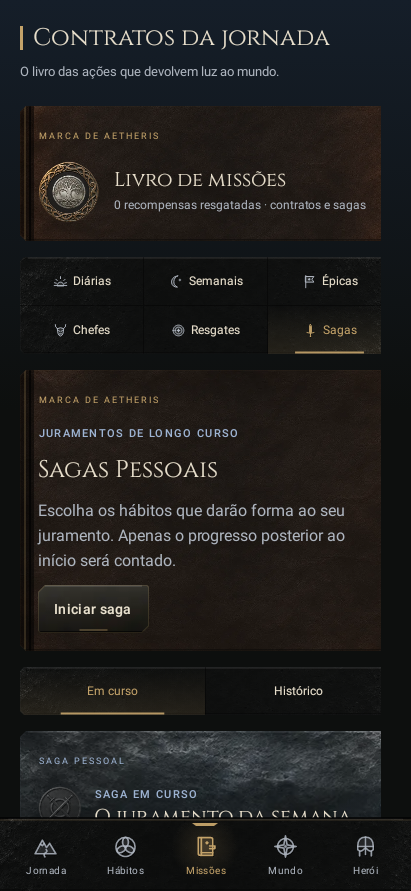 Contratos da Jornada
O livro das ações que devolvem luz ao mundo.
MARCA DE AETHERIS
Livro de missões
0 recompensas resgatadas · contratos e sagas
Diárias
Semanais
Épicas
Chefes
Resgates
Sagas
MARCA DE AETHERIS
JURAMENTOS DE LONGO CURSO
Sagas Pessoais
Escolha os hábitos que darão forma ao seu
juramento. Apenas o progresso posterior ao
início será contado.
Iniciar saga
Em curso
Histórico
SAGA PESSOAL
SAGA EM CURSO
O juramento da semana
Jornada
Hábitos
Missões
Mundo
Herói